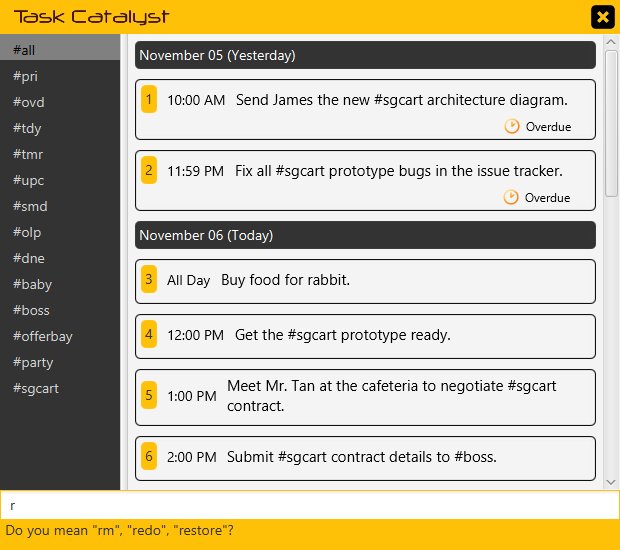 Task Catalyst
#all
#pri
#ovd
#tdy
#tmr
#upc
#smd
#olp
#dne
#baby
#boss
#offerbay
#party
#sgcart
November 05 (Yesterday)
1 10:00 AM Send James the new #sgcart architecture diagram.
Overdue
2 11:59 PM Fix all #sgcart prototype bugs in the issue tracker.
Overdue
November 06 (Today)
3 All Day Buy food for rabbit.
4 12:00 PM Get the #sgcart prototype ready.
5 1:00 PM Meet Mr. Tan at the cafeteria to negotiate #sgcart
contract.
6 2:00 PM Submit #sgcart contract details to #boss.
r
Do you mean "rm", "redo", "restore"?